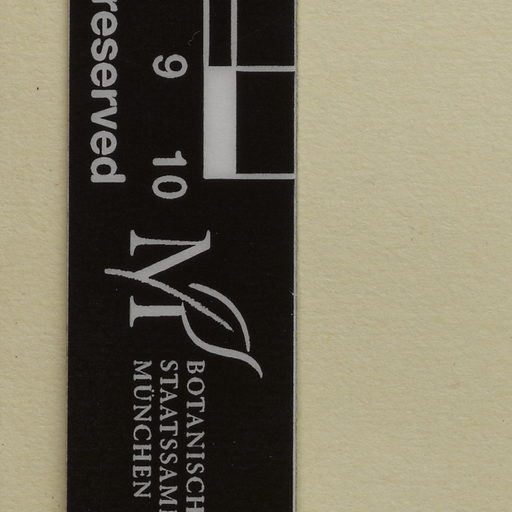 reserved
9 10
M
BOTANISCH
STAATSSAM
MÜNCHEN